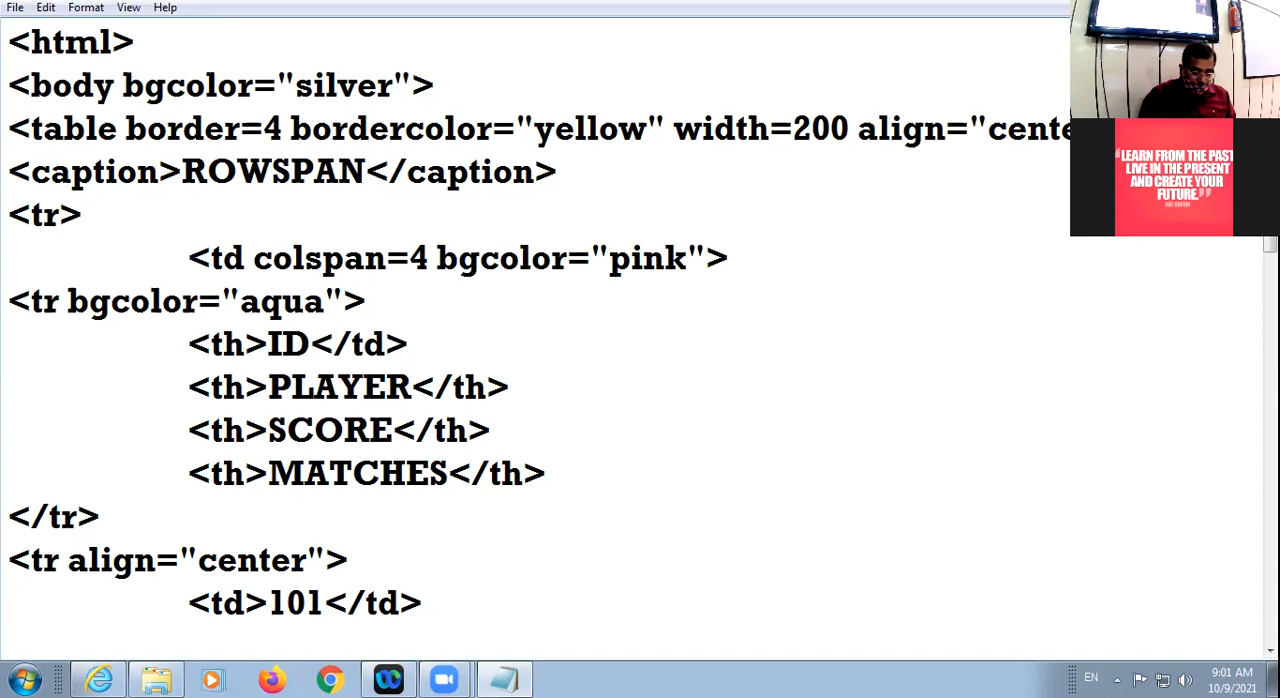 File Edit Format View Help
<html>
<body bgcolor="silver">
<table border=4 bordercolor="yellow" width=200 align="cente
<caption>ROWSPAN</caption>
<tr>
<td colspan=4 bgcolor="pink">
<tr bgcolor="aqua">
<th>ID</td>
<th>PLAYER</th>
<th>SCORE</th>
<th>MATCHES</th>
</tr>
<tr align="center">
<td>101</td>
“LEARN FROM THE PAST
LIVE IN THE PRESENT
AND CREATE YOUR
FUTURE.”
EN
9:01 AM
10/9/2021